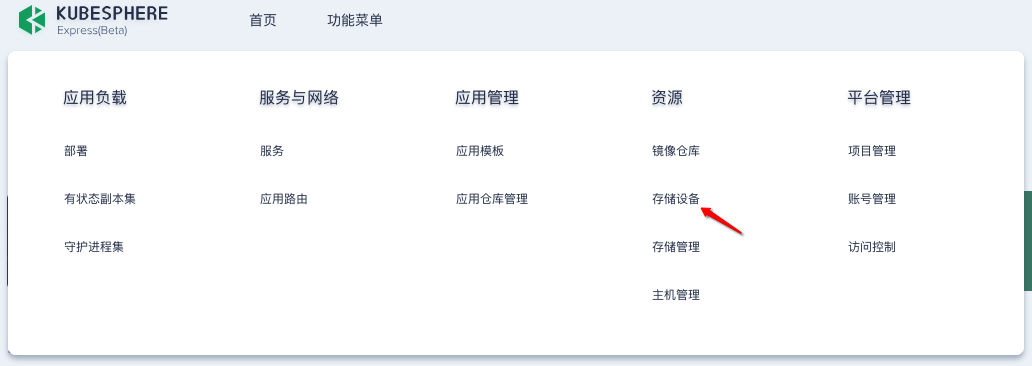 KUBESPHERE
Express(Beta)
首页
功能菜单
应用负载
部署
有状态副本集
守护进程集
服务与网络
服务
应用路由
应用管理
应用模板
应用仓库管理
资源
镜像仓库
存储设备
存储管理
主机管理
平台管理
项目管理
账号管理
访问控制